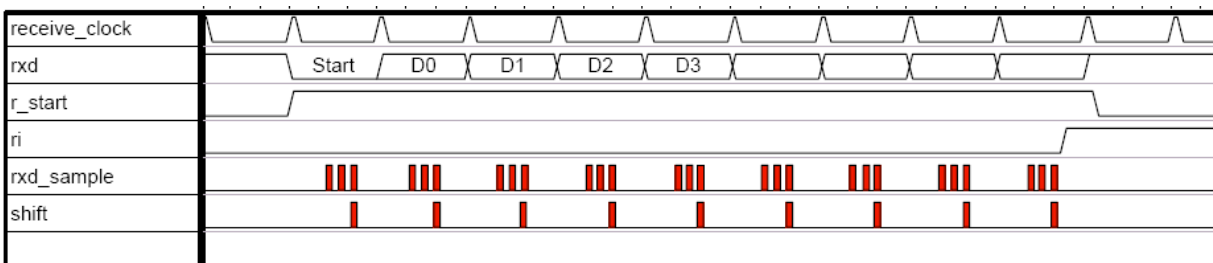 receive_clock
rxd Start D0 D1 D2 D3
r_start
ri
rxd_sample
shift